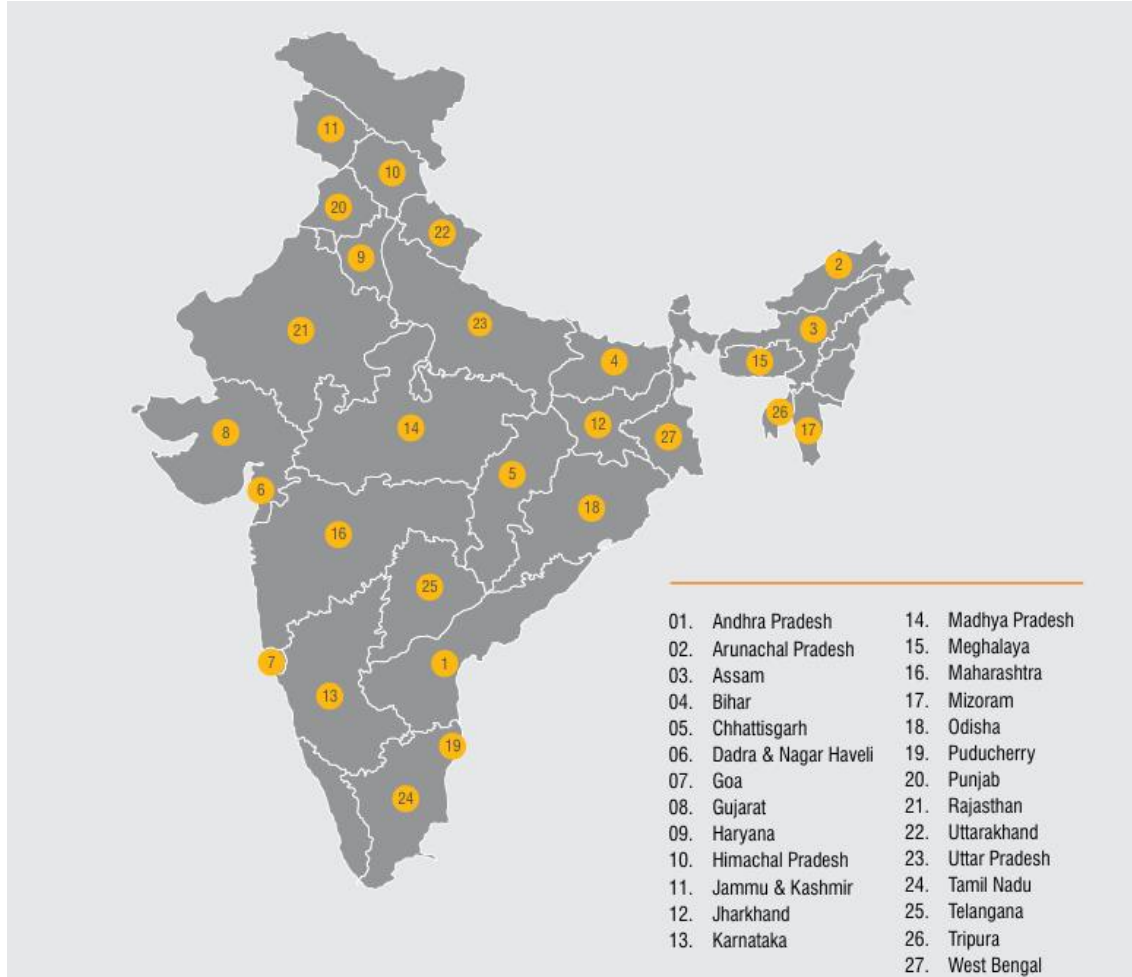 11
10
20
22
9
2
21
23
3
4
15
8
14
12
26
27
17
5
6
18
16
25
7
1
13
19
24
01. Andhra Pradesh
02. Arunachal Pradesh
03. Assam
04. Bihar
05. Chhattisgarh
06. Dadra & Nagar Haveli
07. Goa
08. Gujarat
09. Haryana
10. Himachal Pradesh
11. Jammu & Kashmir
12. Jharkhand
13. Karnataka
14. Madhya Pradesh
15. Meghalaya
16. Maharashtra
17. Mizoram
18. Odisha
19. Puducherry
20. Punjab
21. Rajasthan
22. Uttarakhand
23. Uttar Pradesh
24. Tamil Nadu
25. Telangana
26. Tripura
27. West Bengal